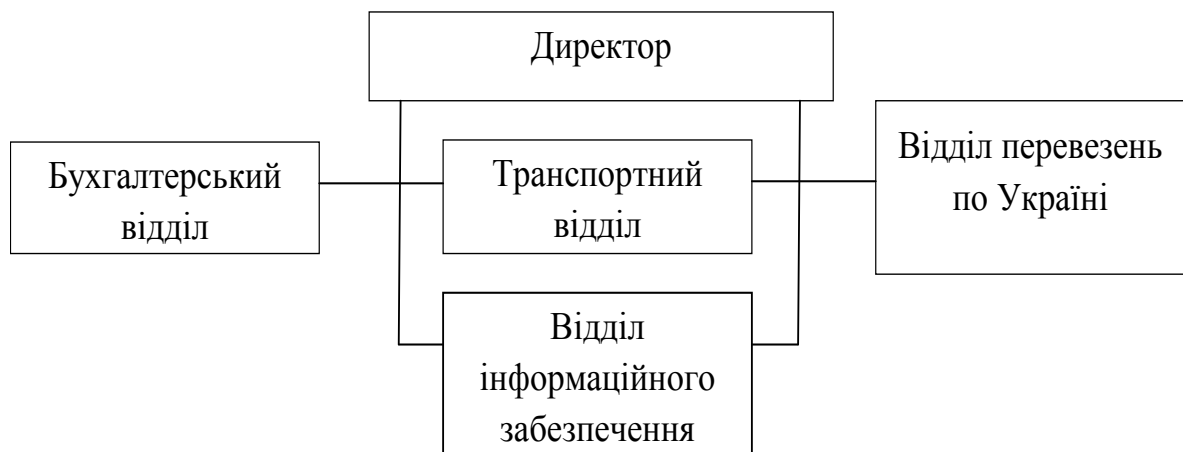 Директор
Бухгалтерський
відділ
Транспортний
відділ
Відділ перевезень
по Україні
Відділ
інформаційного
забезпечення